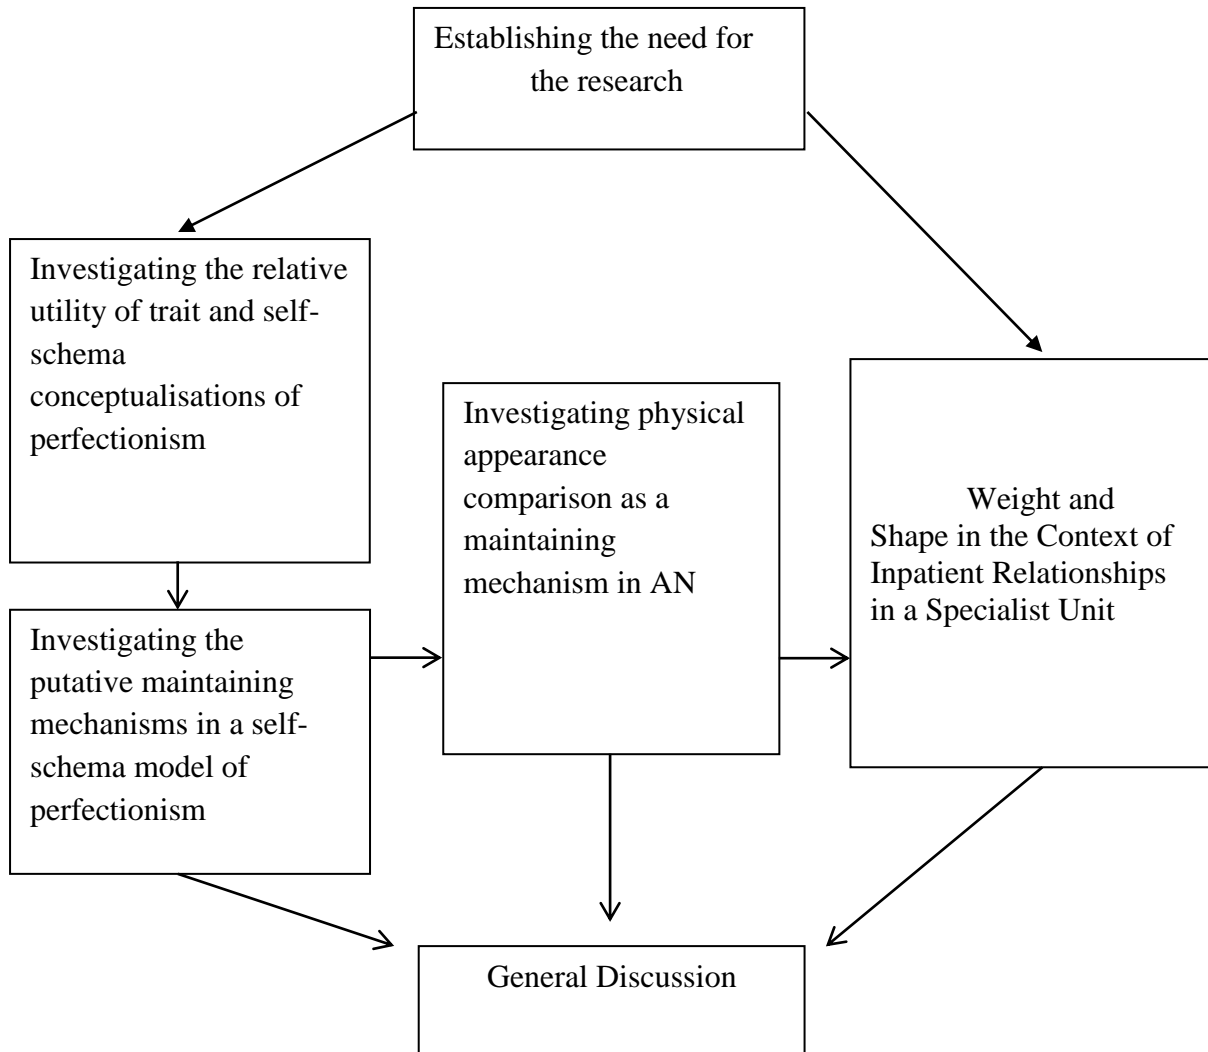 Establishing the need for
the research
Investigating the relative
utility of trait and self-
schema
conceptualisations of
perfectionism
Investigating the
putative maintaining
mechanisms in a self-
schema model of
perfectionism
Investigating physical
appearance
comparison as a
maintaining
mechanism in AN
Weight and
Shape in the Context of
Inpatient Relationships
in a Specialist Unit
General Discussion